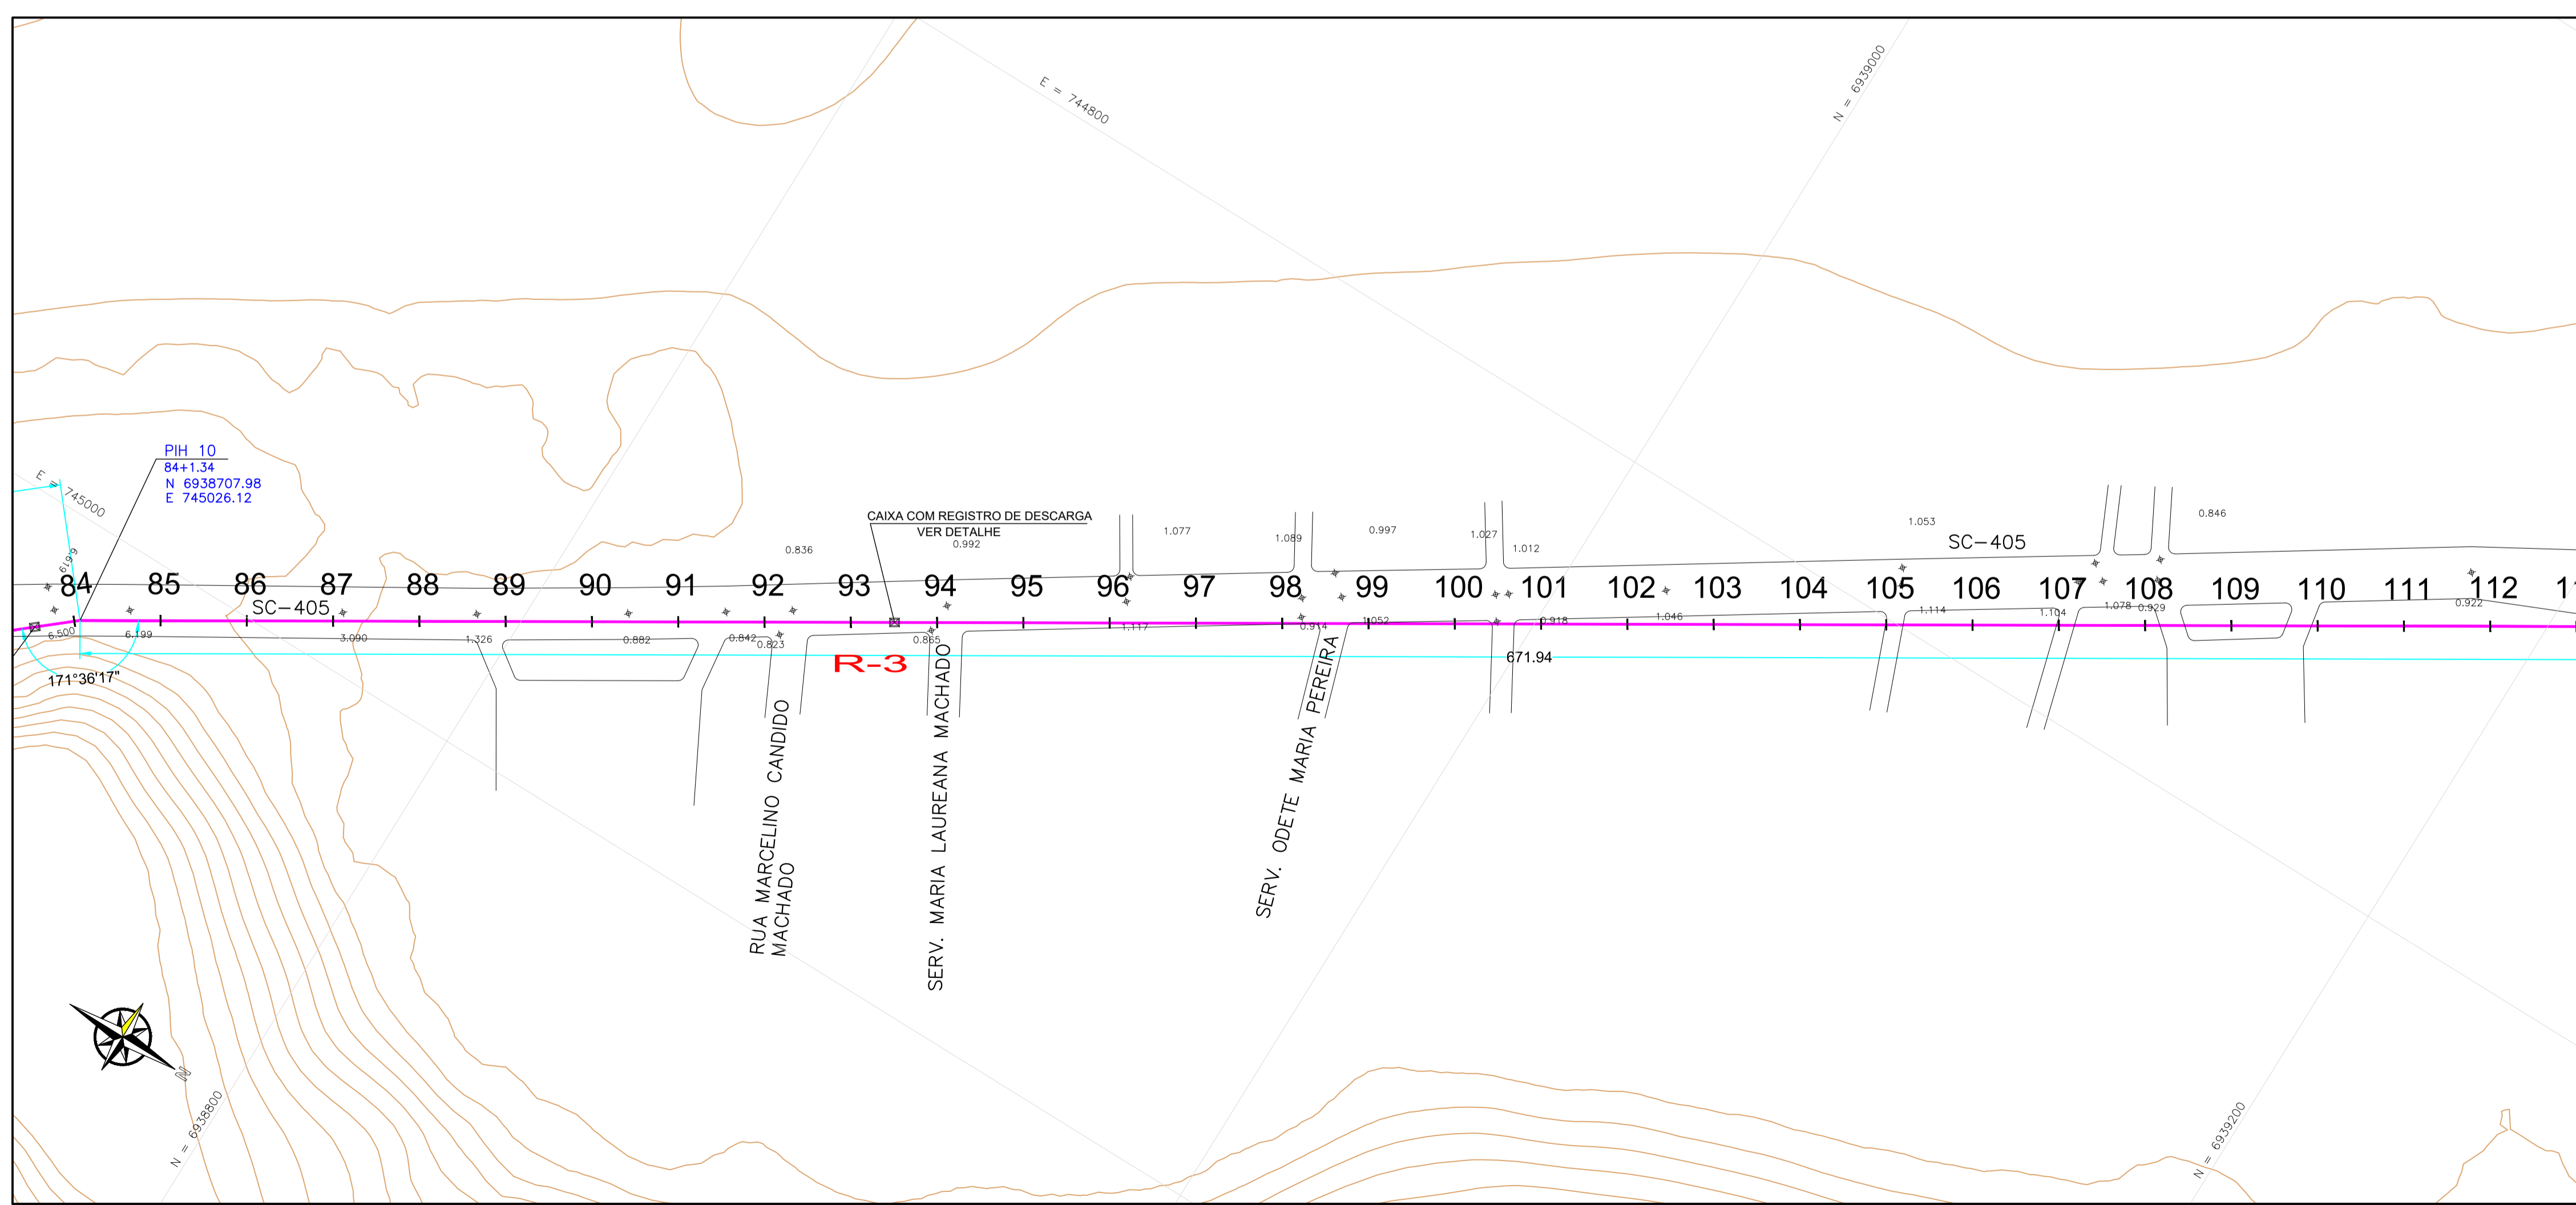 E = 744800
N = 6939000
PIH 10
84+1.34
N 6938707.98
E 745026.12
E = 745000
CAIXA COM REGISTRO DE DESCARGA
VER DETALHE
0.836
0.992
1.077
1.089
0.997
1.027
1.012
1.053
0.846
SC-405
6.619
84 85 86 87 88 89 90 91 92 93 94 95 96 97 98 99 100 101 102 103 104 105 106 107 108 109 110 111 112
SC-405
6.500
6.199
3.090
1.326
0.882
0.842
0.823
0.865
1.117
0.914
1.052
0.918
1.046
1.114
1.104
1.078
0.929
0.922
R-3
671.94
171°36'17"
RUA MARCELINO CANDIDO
MACHADO
SERV. MARIA LAUREANA MACHADO
SERV. ODETE MARIA PEREIRA
N
N = 6938800
N = 6939200